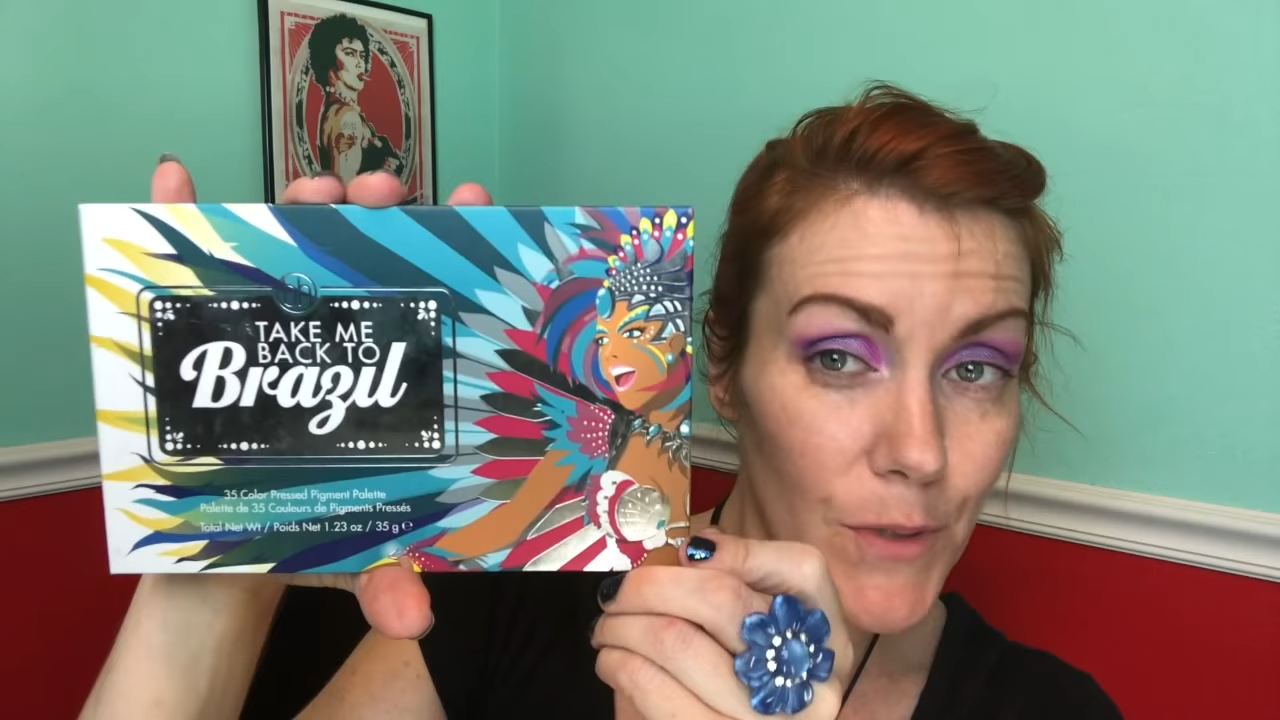 TAKE ME
BACK TO
Brazil
35 Color Pressed Pigment Palette
Palette de 35 Couleurs de Pigments Pressés
Total Net Wt / Poids Net 1.23 oz / 35 g ℮